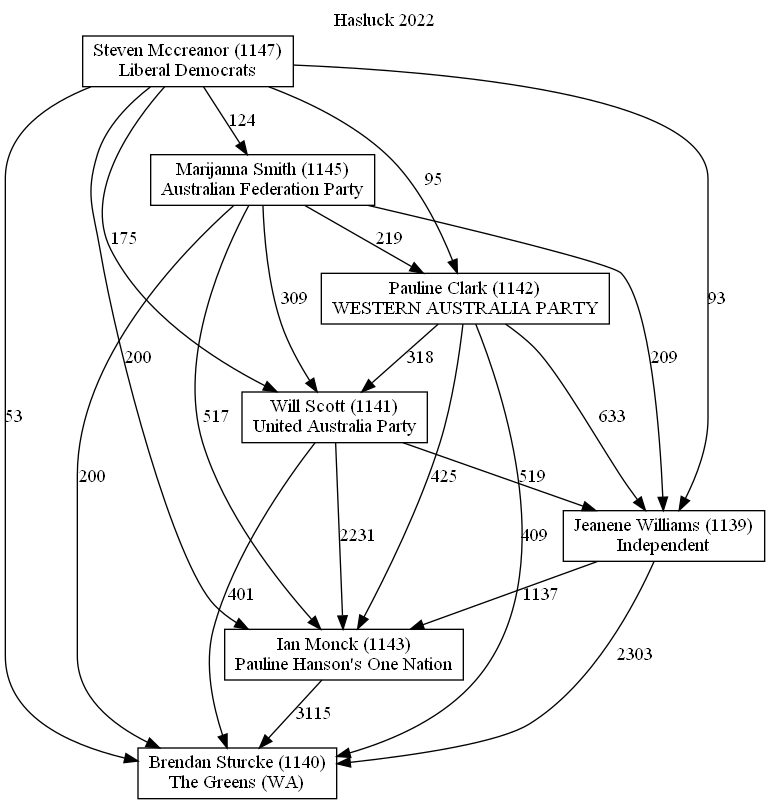 Hasluck 2022
Steven Mccreanor (1147)
Liberal Democrats
124
Marijanna Smith (1145)
Australian Federation Party
95
175
219
Pauline Clark (1142)
WESTERN AUSTRALIA PARTY
309
93
200
318
209
Will Scott (1141)
United Australia Party
53
517
633
200
425
519
Jeanene Williams (1139)
Independent
2231
409
401
1137
Ian Monck (1143)
Pauline Hanson's One Nation
2303
3115
Brendan Sturcke (1140)
The Greens (WA)